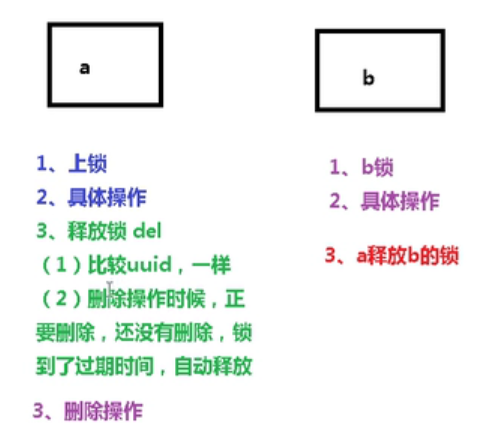 a
1、上锁
2、具体操作
3、释放锁 del
（1）比较uuid，一样
（2）删除操作时候，正
要删除，还没有删除，锁
到了过期时间，自动释放
3、删除操作
b
1、b锁
2、具体操作
3、a释放b的锁